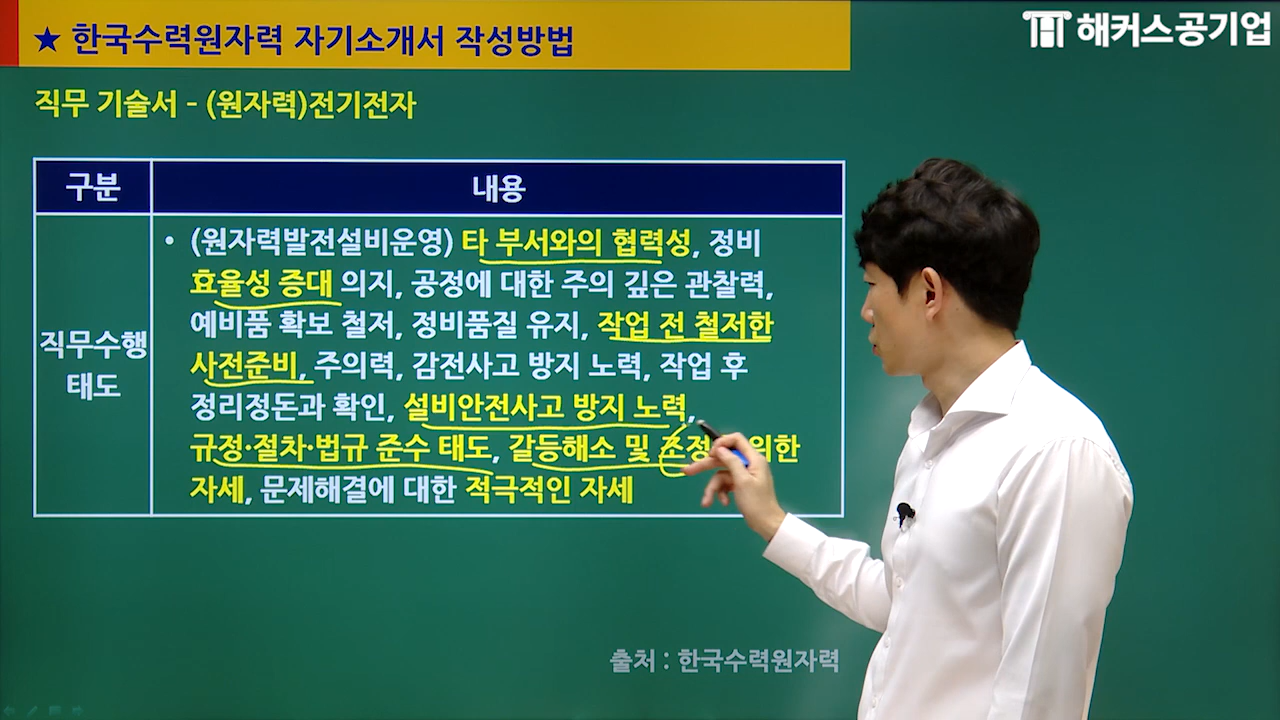 ★ 한국수력원자력 자기소개서 작성방법
해커스공기업
직무 기술서 - (원자력)전기전자
구분
내용
직무수행
태도
• (원자력발전설비운영) 타 부서와의 협력성, 정비
효율성 증대 의지, 공정에 대한 주의 깊은 관찰력,
예비품 확보 철저, 정비품질 유지, 작업 전 철저한
사전준비, 주의력, 감전사고 방지 노력, 작업 후
정리정돈과 확인, 설비안전사고 방지 노력,
규정·절차·법규 준수 태도, 갈등해소 및 조정 위한
자세, 문제해결에 대한 적극적인 자세
출처 : 한국수력원자력